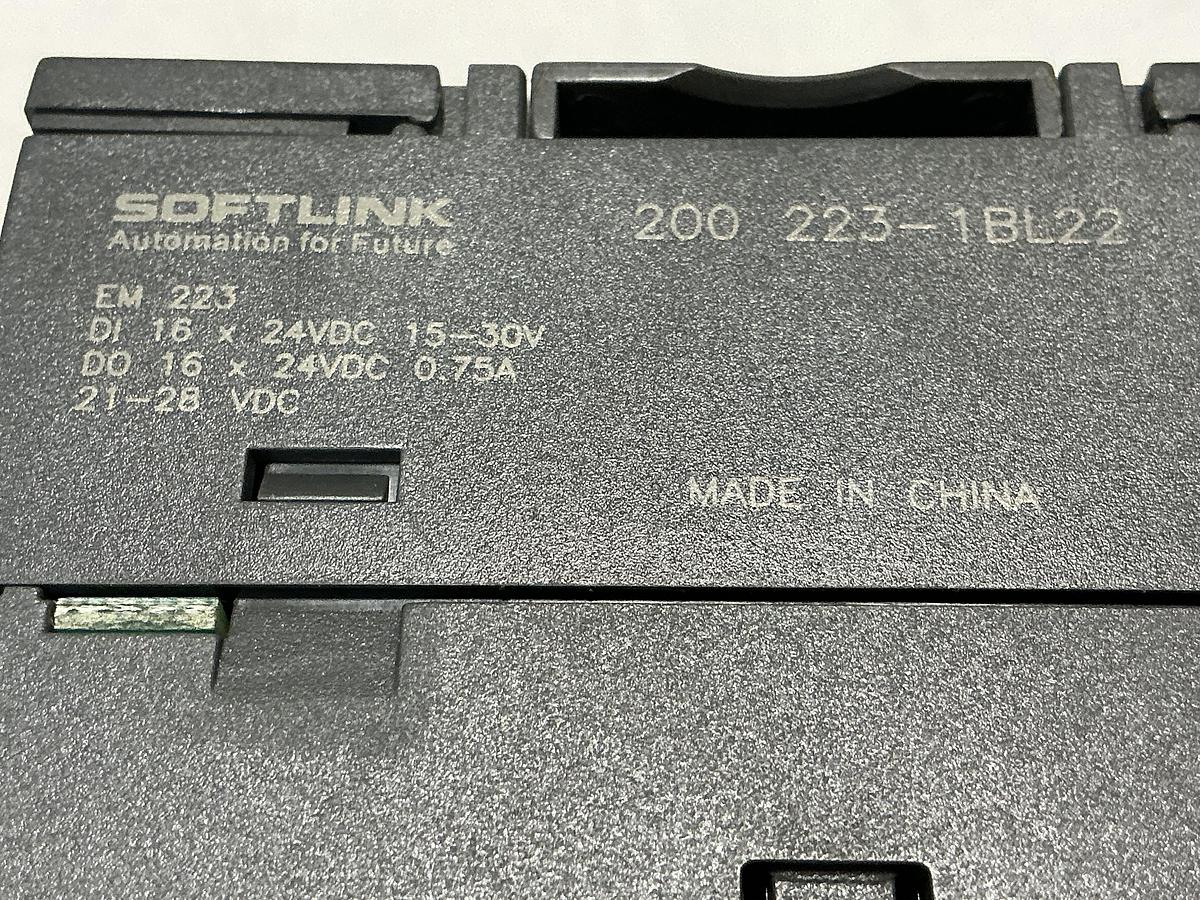 SOFTLINK
Automation for Future
200 223-1BL22
EM 223
DI 16 x 24VDC 15-30V
DO 16 x 24VDC 0.75A
21-28 VDC
MADE IN CHINA